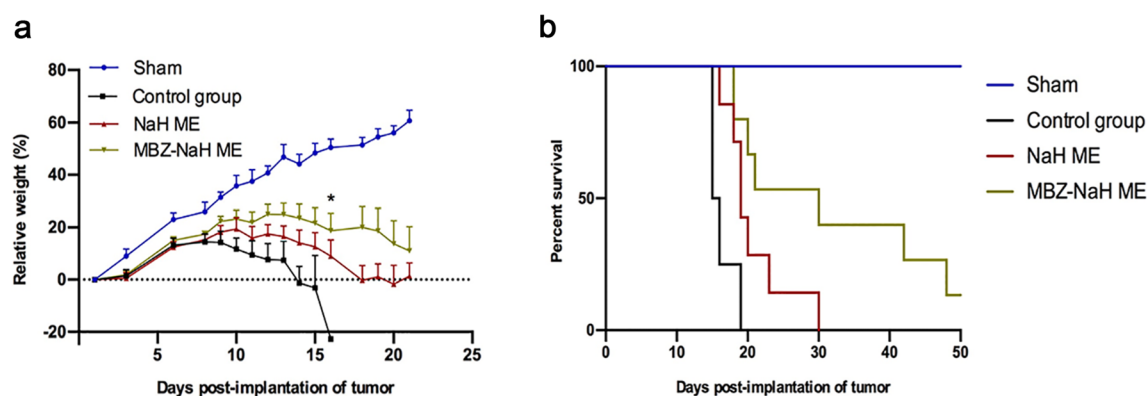 a
Sham
Control group
NaH ME
MBZ-NaH ME
*
Relative weight (%)
80
60
40
20
0
-20
5
10
15
20
25
Days post-implantation of tumor
b
Sham
Control group
NaH ME
MBZ-NaH ME
Percent survival
100
50
0
0
10
20
30
40
50
Days post-implantation of tumor